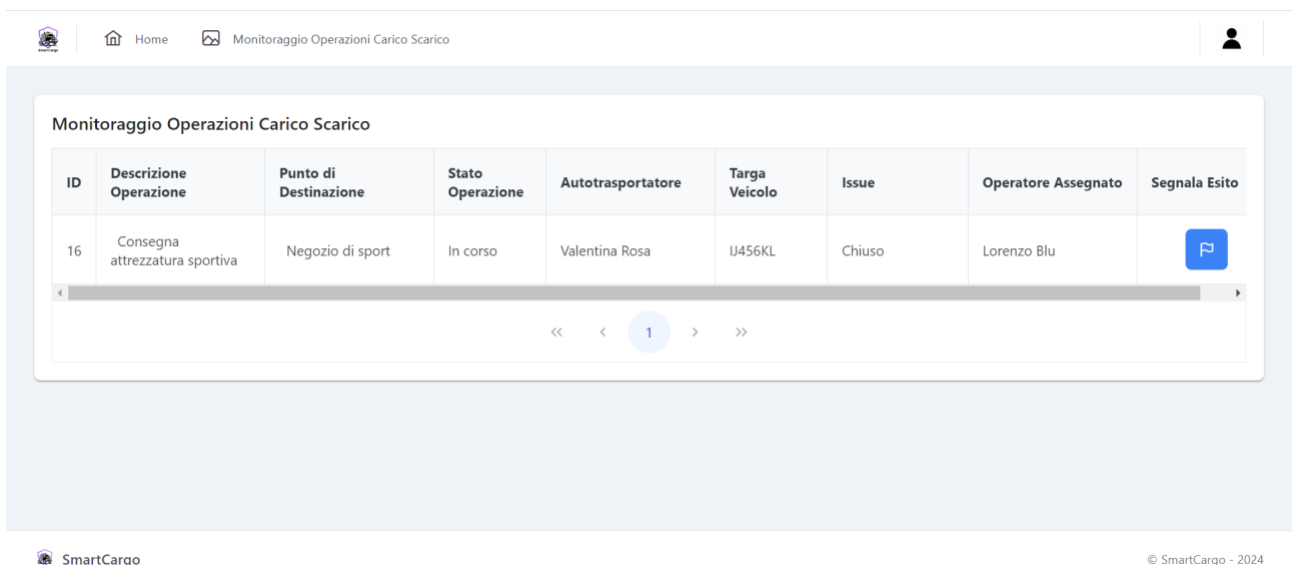 Home
Monitoraggio Operazioni Carico Scarico
Monitoraggio Operazioni Carico Scarico
ID
Descrizione
Operazione
Punto di
Destinazione
Stato
Operazione
Autotrasportatore
Targa
Veicolo
Issue
Operatore Assegnato
Segnala Esito
16
Consegna
attrezzatura sportiva
Negozio di sport
In corso
Valentina Rosa
IJ456KL
Chiuso
Lorenzo Blu
« ‹ 1 › »
SmartCargo
© SmartCargo - 2024